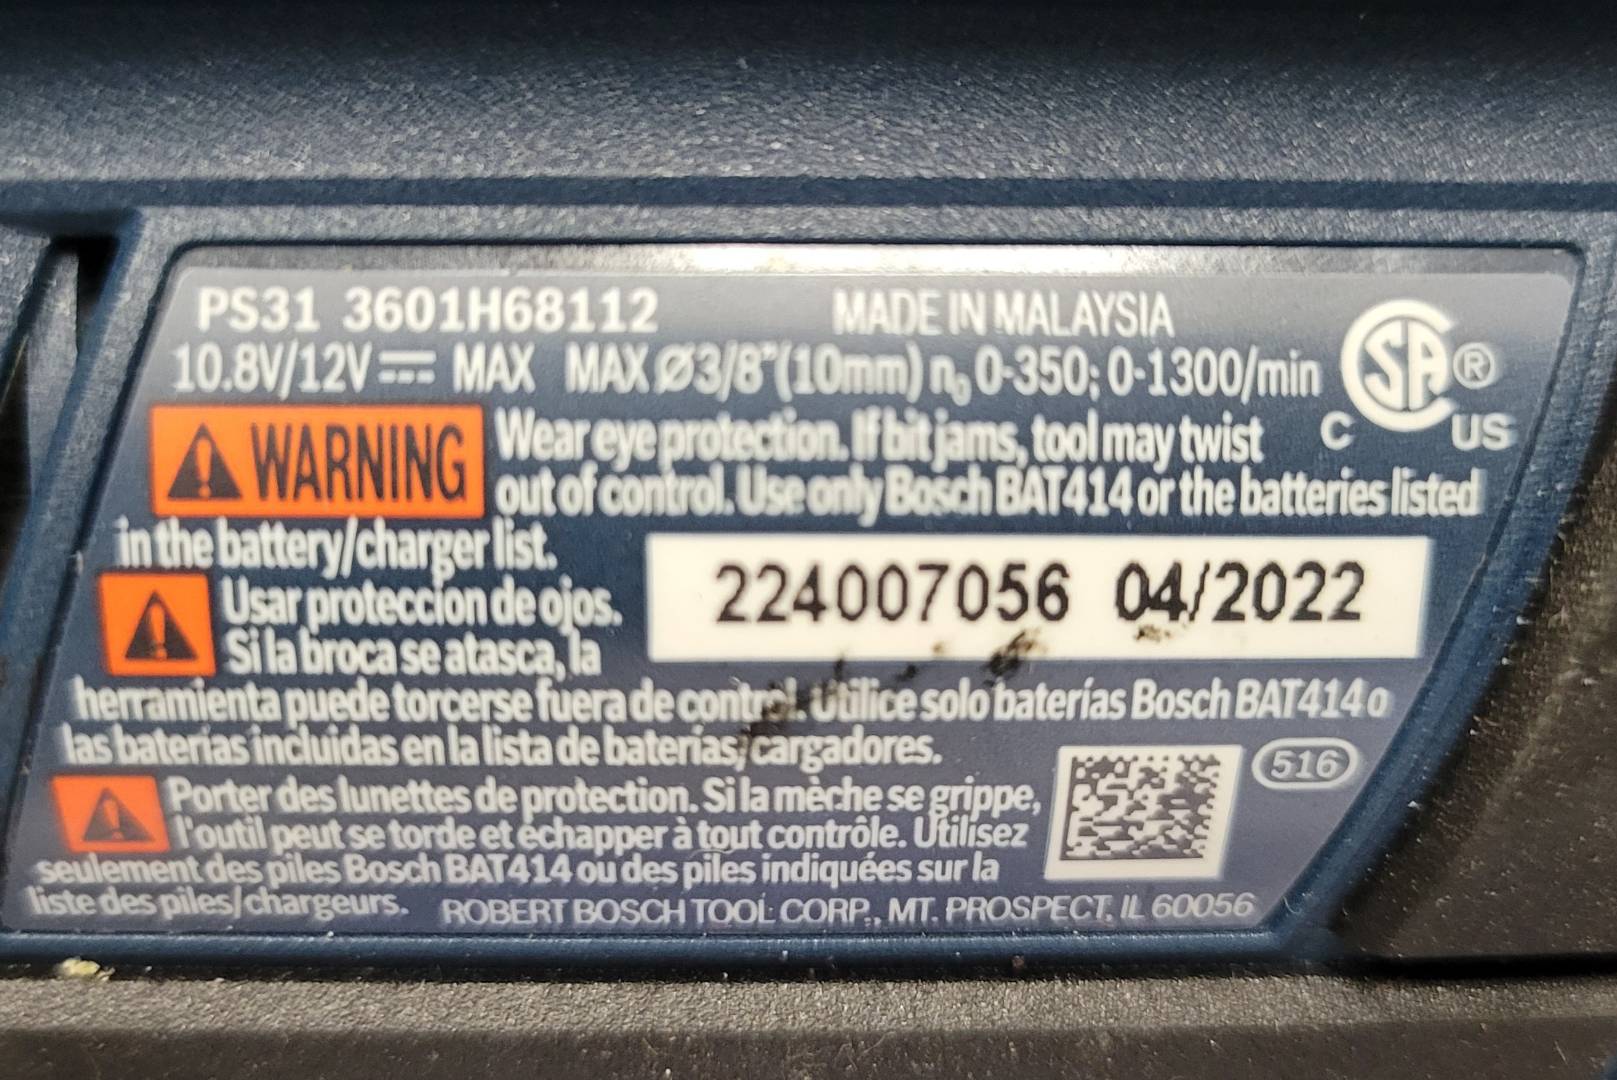 PS31 3601H68112 MADE IN MALAYSIA
10.8V/12V⎓ MAX MAX Ø3/8"(10mm) n₀ 0-350; 0-1300/min
CSA®
C US
⚠ WARNING Wear eye protection. If bit jams, tool may twist
out of control. Use only Bosch BAT414 or the batteries listed
in the battery/charger list.
224007056 04/2022
Usar proteccion de ojos.
Si la broca se atasca, la
herramienta puede torcerse fuera de control. Utilice solo baterías Bosch BAT414 o
las baterías incluidas en la lista de baterías/cargadores.
516
Porter des lunettes de protection. Si la mèche se grippe,
l'outil peut se torde et échapper à tout contrôle. Utilisez
seulement des piles Bosch BAT414 ou des piles indiquées sur la
liste des piles/chargeurs.
ROBERT BOSCH TOOL CORP., MT. PROSPECT, IL 60056